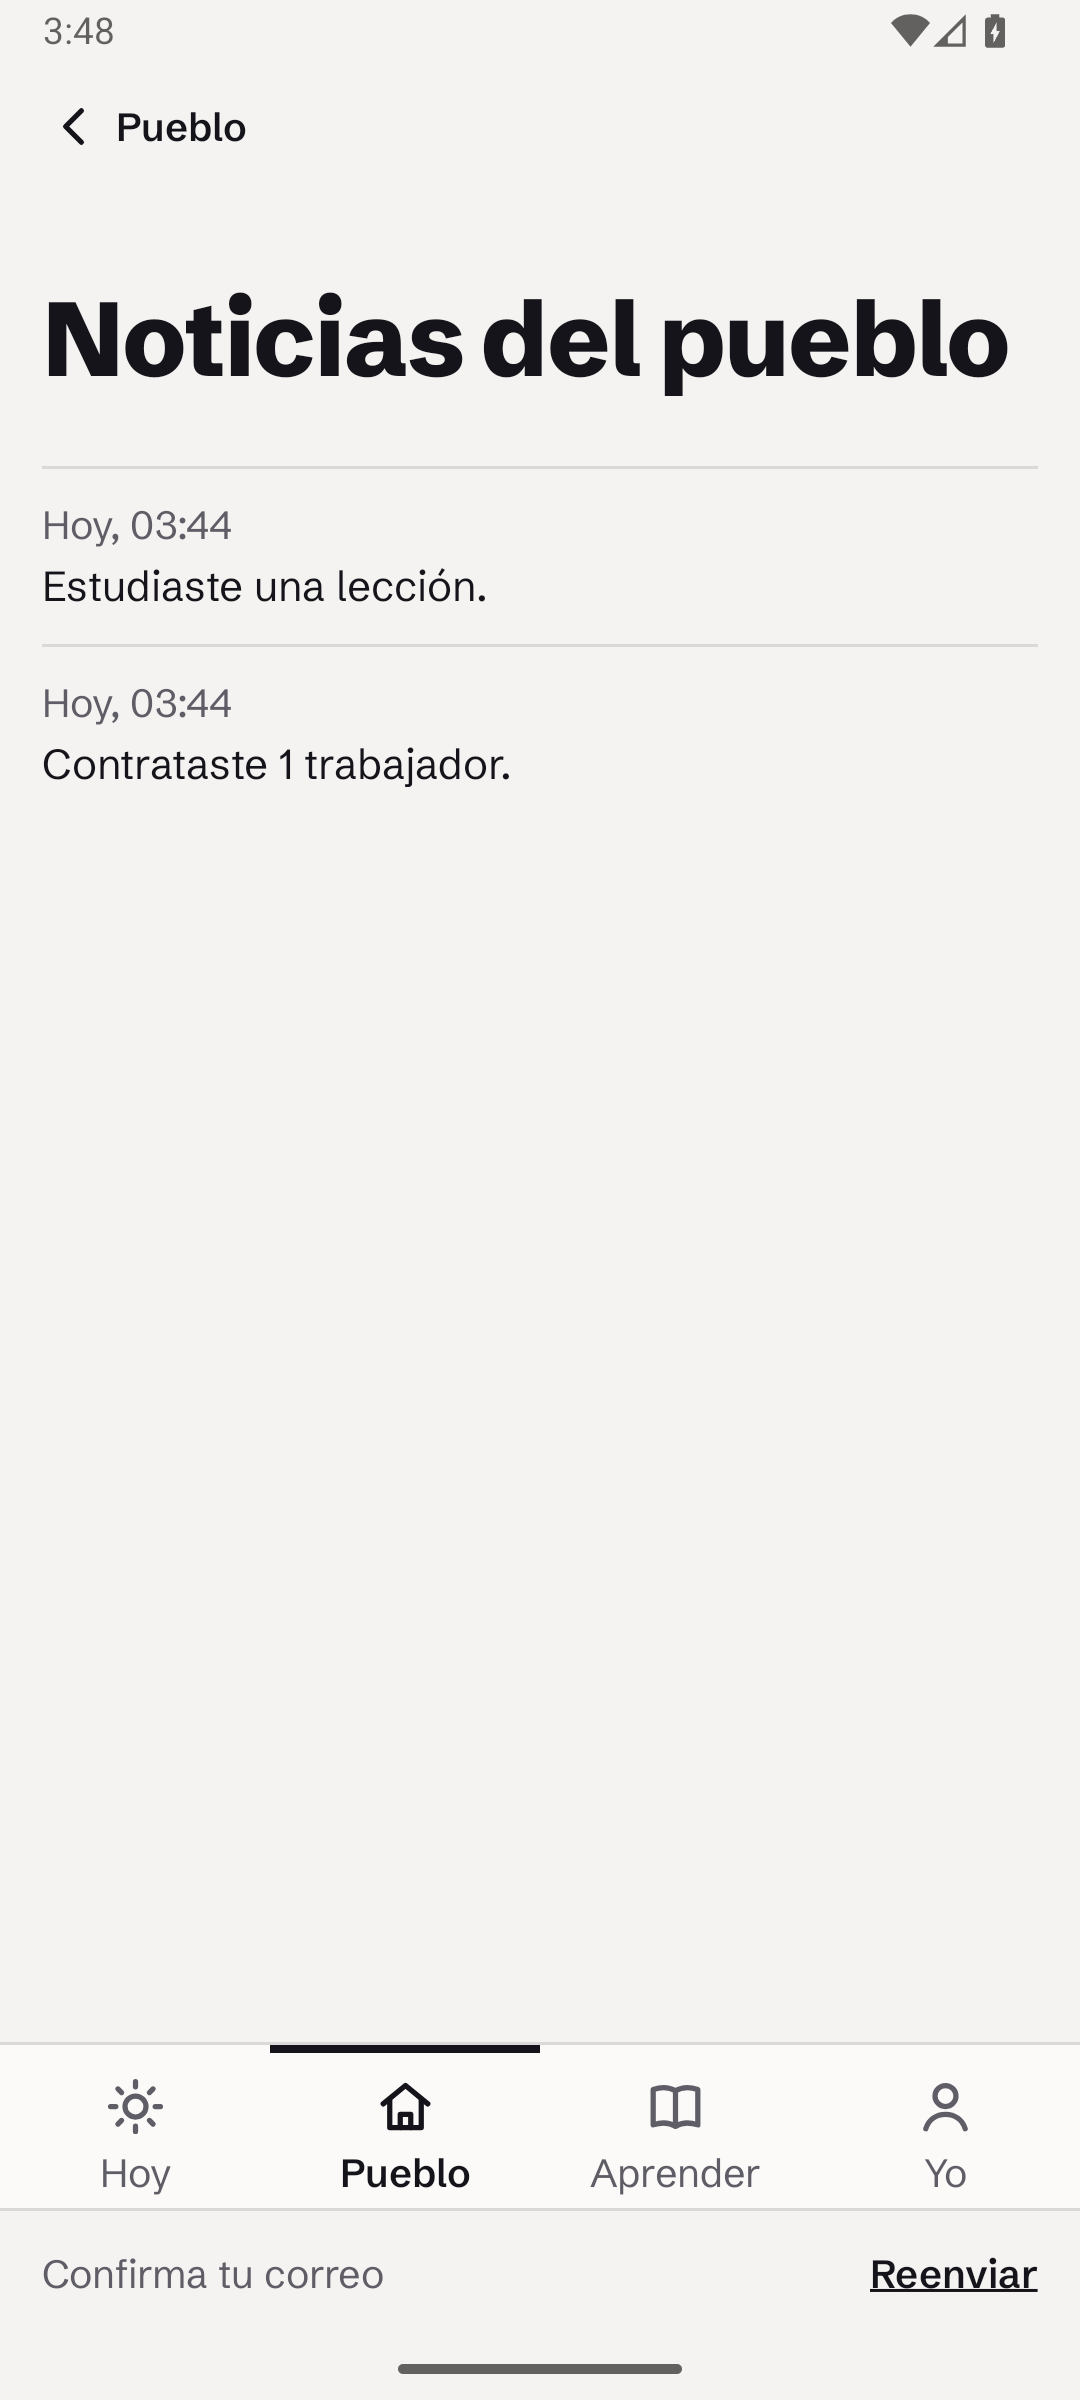 3:48
Pueblo
Noticias del pueblo
Hoy, 03:44
Estudiaste una lección.
Hoy, 03:44
Contrataste 1 trabajador.
Hoy
Pueblo
Aprender
Yo
Confirma tu correo
Reenviar